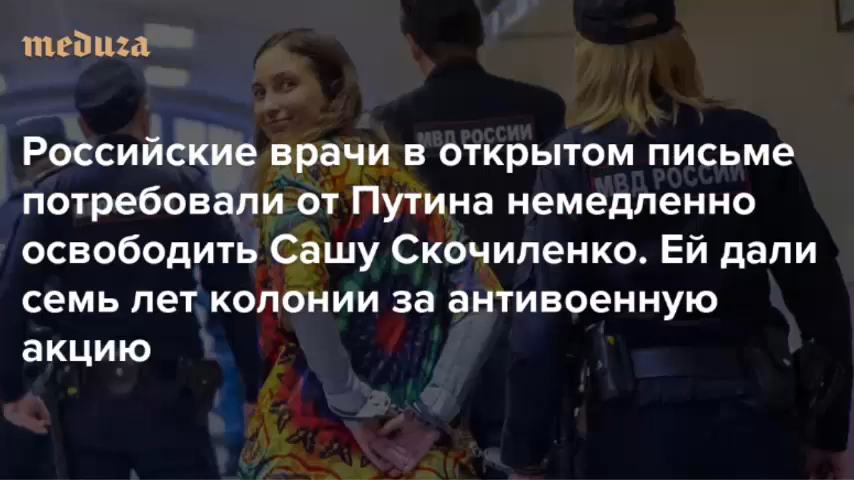 meduza
МВД РОССИИ
МВД РОССИИ
Российские врачи в открытом письме
потребовали от Путина немедленно
освободить Сашу Скочиленко. Ей дали
семь лет колонии за антивоенную
акцию